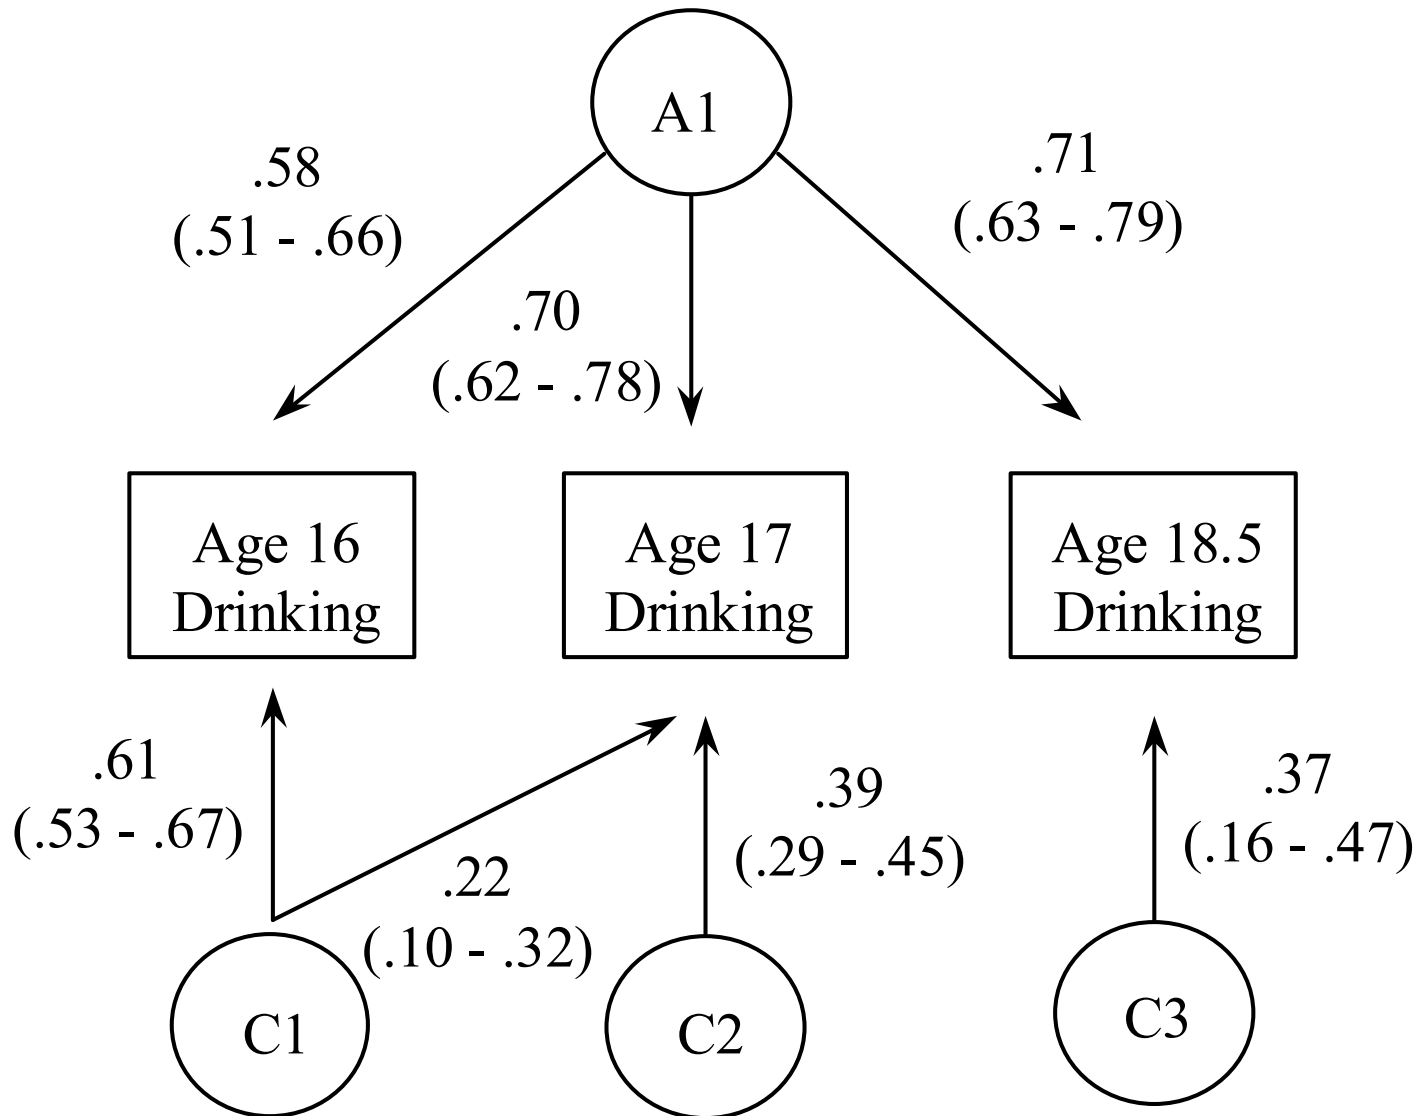 A1
.58
(.51 - .66)
.71
(.63 - .79)
.70
(.62 - .78)
Age 16
Drinking
Age 17
Drinking
Age 18.5
Drinking
.61
(.53 - .67)
.22
(.10 - .32)
.39
(.29 - .45)
.37
(.16 - .47)
C1
C2
C3